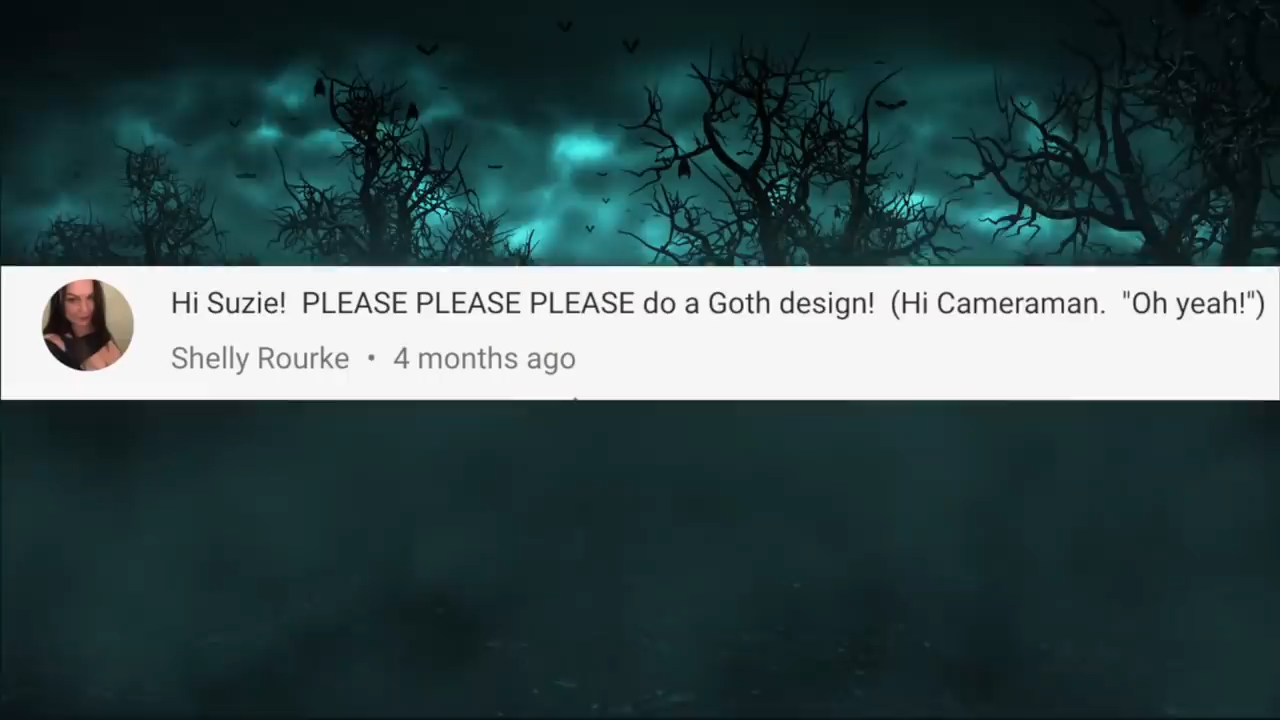 Hi Suzie!  PLEASE PLEASE PLEASE do a Goth design!  (Hi Cameraman.  "Oh yeah!")
Shelly Rourke • 4 months ago